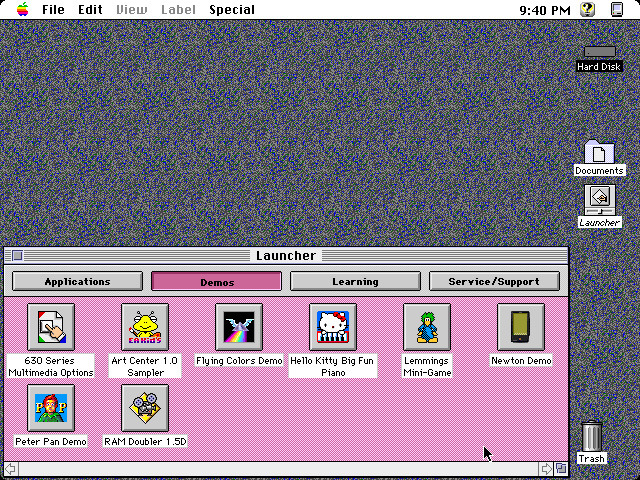 File Edit View Label Special 9:40 PM
Hard Disk
Documents
Launcher
Launcher
Applications Demos Learning Service/Support
630 Series
Multimedia Options
EA Kids
Art Center 1.0
Sampler
Flying Colors Demo
Hello Kitty Big Fun
Piano
Lemmings
Mini-Game
Newton Demo
P P
Peter Pan Demo
RAM Doubler 1.5D
Trash